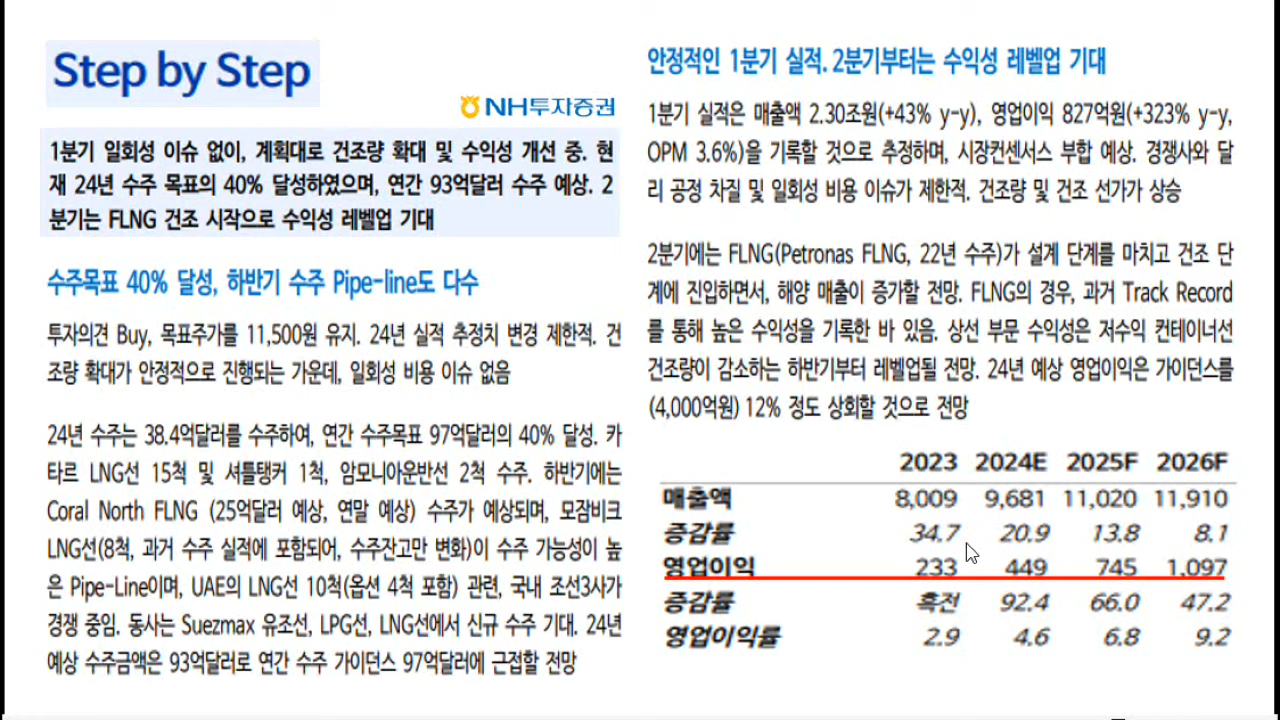 Step by Step
NH투자증권
1분기 일회성 이슈 없이, 계획대로 건조량 확대 및 수익성 개선 중. 현
재 24년 수주 목표의 40% 달성하였으며, 연간 93억달러 수주 예상. 2
분기는 FLNG 건조 시작으로 수익성 레벨업 기대
수주목표 40% 달성, 하반기 수주 Pipe-line도 다수
투자의견 Buy, 목표주가를 11,500원 유지. 24년 실적 추정치 변경 제한적. 건
조량 확대가 안정적으로 진행되는 가운데, 일회성 비용 이슈 없음
24년 수주는 38.4억달러를 수주하여, 연간 수주목표 97억달러의 40% 달성. 카
타르 LNG선 15척 및 셔틀탱커 1척, 암모니아운반선 2척 수주. 하반기에는
Coral North FLNG (25억달러 예상, 연말 예상) 수주가 예상되며, 모잠비크
LNG선(8척, 과거 수주 실적에 포함되어, 수주잔고만 변화)이 수주 가능성이 높
은 Pipe-Line이며, UAE의 LNG선 10척(옵션 4척 포함) 관련, 국내 조선3사가
경쟁 중임. 동사는 Suezmax 유조선, LPG선, LNG선에서 신규 수주 기대. 24년
예상 수주금액은 93억달러로 연간 수주 가이던스 97억달러에 근접할 전망
안정적인 1분기 실적. 2분기부터는 수익성 레벨업 기대
1분기 실적은 매출액 2.30조원(+43% y-y), 영업이익 827억원(+323% y-y,
OPM 3.6%)을 기록할 것으로 추정하며, 시장컨센서스 부합 예상. 경쟁사와 달
리 공정 차질 및 일회성 비용 이슈가 제한적. 건조량 및 건조 선가가 상승
2분기에는 FLNG(Petronas FLNG, 22년 수주)가 설계 단계를 마치고 건조 단
계에 진입하면서, 해양 매출이 증가할 전망. FLNG의 경우, 과거 Track Record
를 통해 높은 수익성을 기록한 바 있음. 상선 부문 수익성은 저수익 컨테이너선
건조량이 감소하는 하반기부터 레벨업될 전망. 24년 예상 영업이익은 가이던스를
(4,000억원) 12% 정도 상회할 것으로 전망
2023 2024E 2025F 2026F
매출액 8,009 9,681 11,020 11,910
증감률 34.7 20.9 13.8 8.1
영업이익 233 449 745 1,097
증감률 흑전 92.4 66.0 47.2
영업이익률 2.9 4.6 6.8 9.2